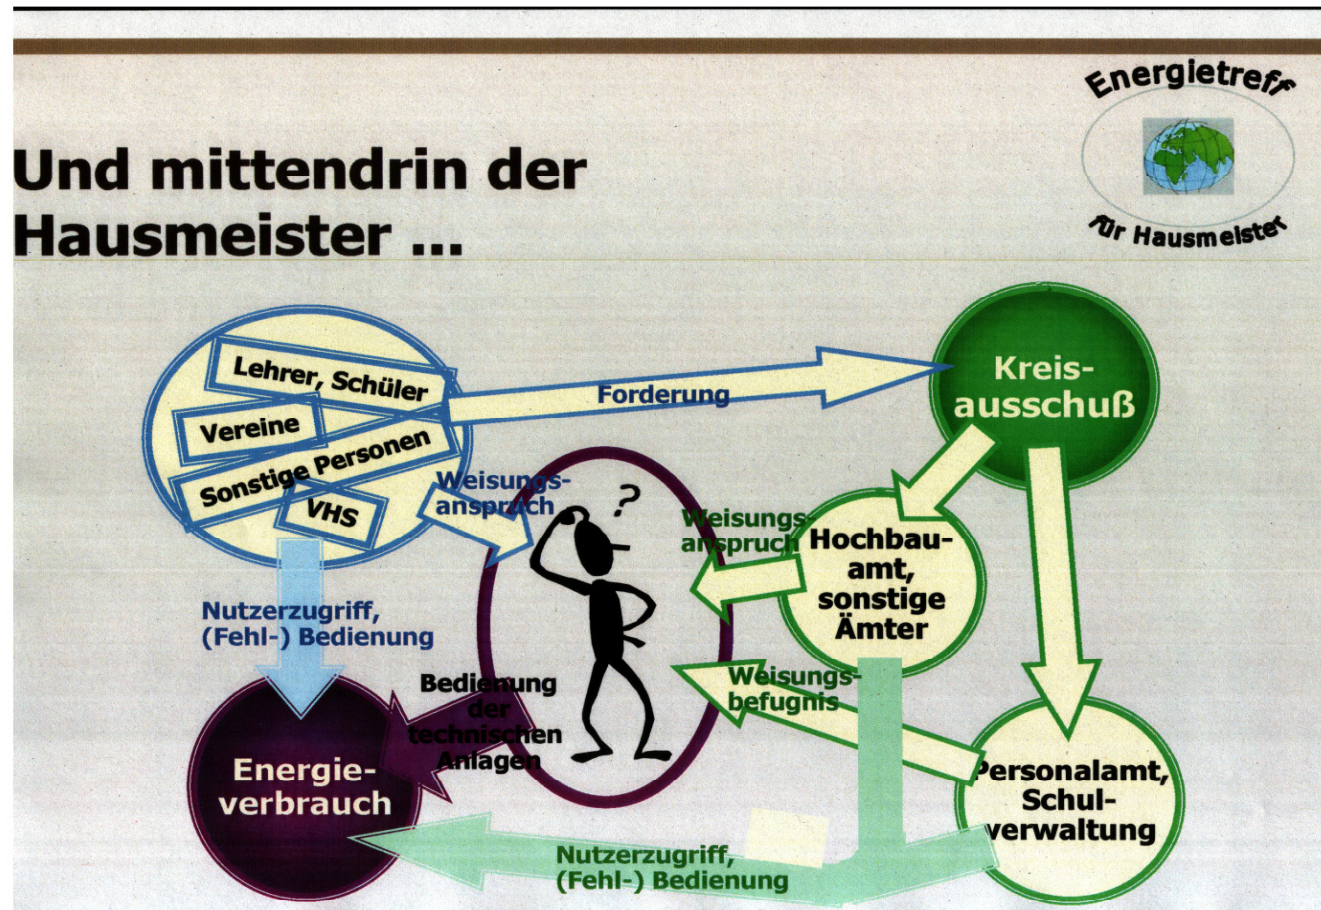 Energietreff
für Hausmeister
Und mittendrin der
Hausmeister ...
Lehrer, Schüler
Vereine
Sonstige Personen
VHS
Forderung
Kreis-
ausschuß
Weisungs-
anspruch
?
Weisungs-
anspruch
Hochbau-
amt,
sonstige
Ämter
Nutzerzugriff,
(Fehl-) Bedienung
Bedienung
der
technischen
Anlagen
Weisungs-
befugnis
Energie-
verbrauch
Personalamt,
Schul-
verwaltung
Nutzerzugriff,
(Fehl-) Bedienung